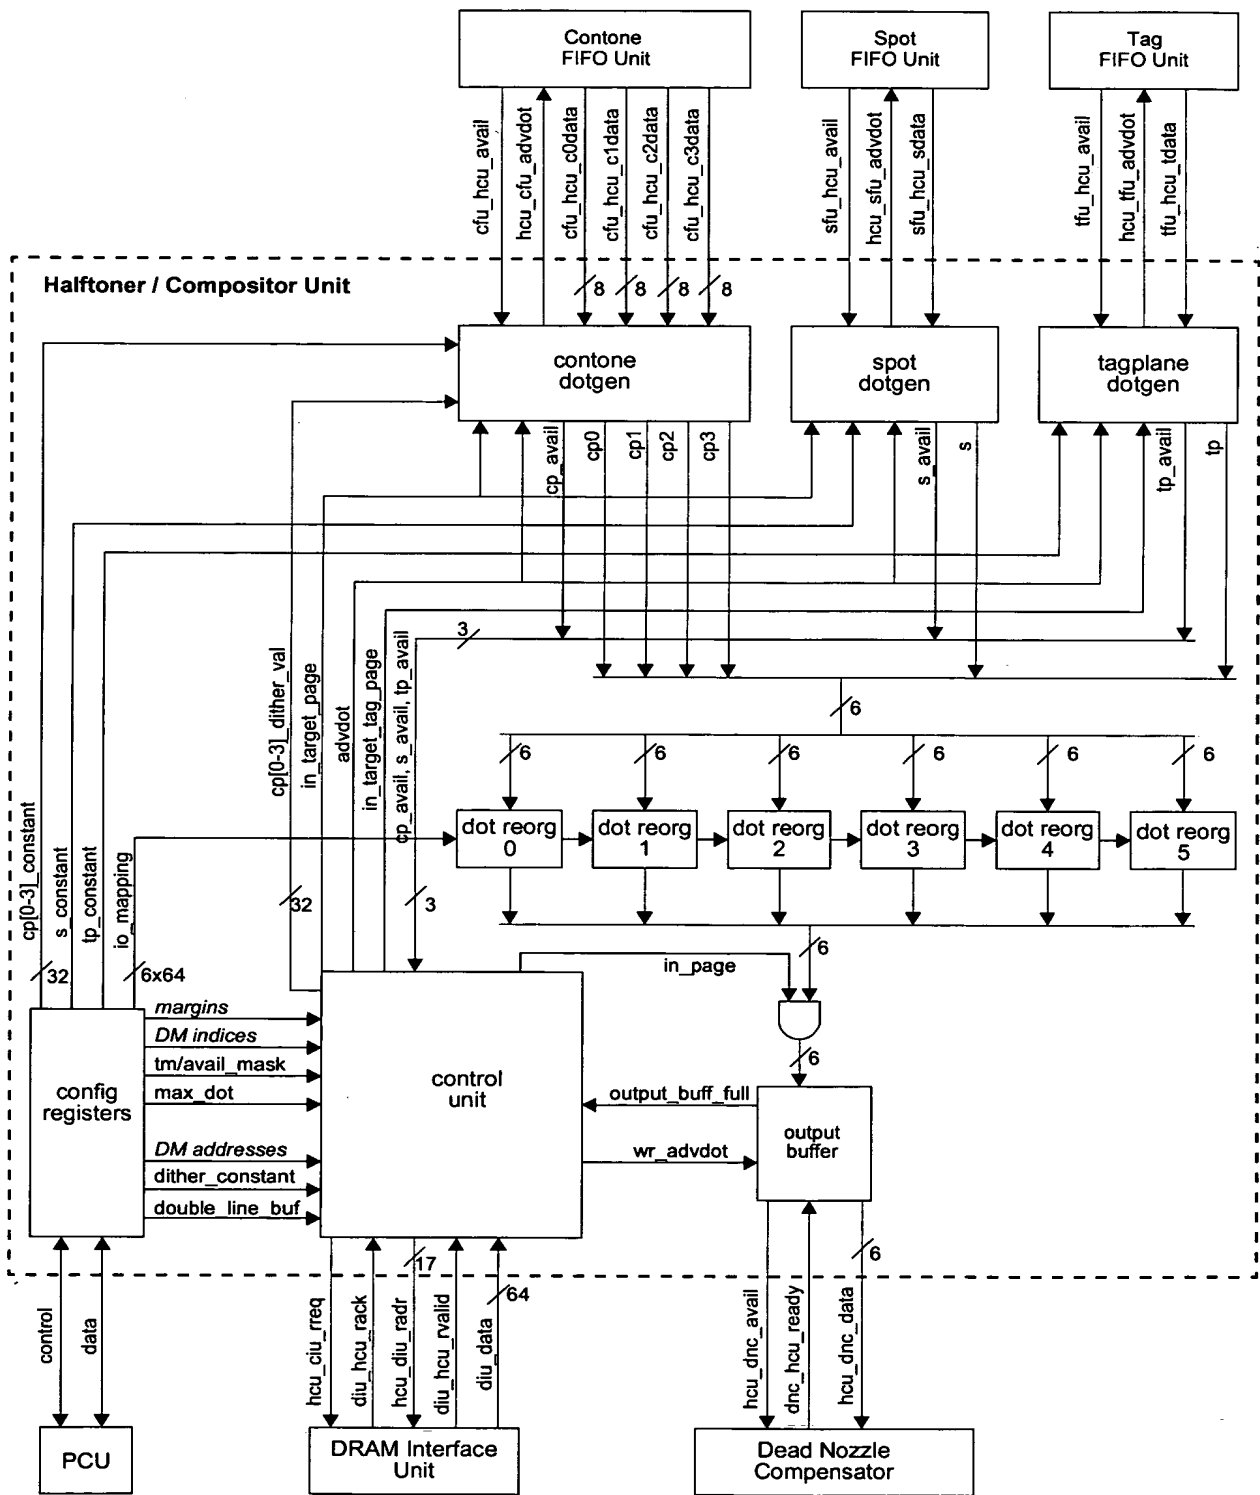 Contone
FIFO Unit
Spot
FIFO Unit
Tag
FIFO Unit
cfu_hcu_avail
hcu_cfu_advdot
cfu_hcu_c0data
cfu_hcu_c1data
cfu_hcu_c2data
cfu_hcu_c3data
sfu_hcu_avail
hcu_sfu_advdot
sfu_hcu_sdata
tfu_hcu_avail
hcu_tfu_advdot
tfu_hcu_tdata
Halftoner / Compositor Unit
8
8
8
8
contone
dotgen
spot
dotgen
tagplane
dotgen
cp_avail
cp0
cp1
cp2
cp3
s_avail
s
tp_avail
tp
3
6
cp[0-3]_dither_val
in_target_page
advdot
in_target_tag_page
cp_avail, s_avail, tp_avail
6
6
6
6
6
6
dot reorg
0
dot reorg
1
dot reorg
2
dot reorg
3
dot reorg
4
dot reorg
5
cp[0-3]_constant
s_constant
tp_constant
io_mapping
32
3
6
32
6x64
in_page
margins
DM indices
tm/avail_mask
max_dot
DM addresses
dither_constant
double_line_buf
config
registers
control
unit
6
output_buff_full
wr_advdot
output
buffer
17
64
6
control
data
hcu_ciu_rreq
diu_hcu_rack
hcu_diu_radr
diu_hcu_rvalid
diu_data
hcu_dnc_avail
dnc_hcu_ready
hcu_dnc_data
PCU
DRAM Interface
Unit
Dead Nozzle
Compensator